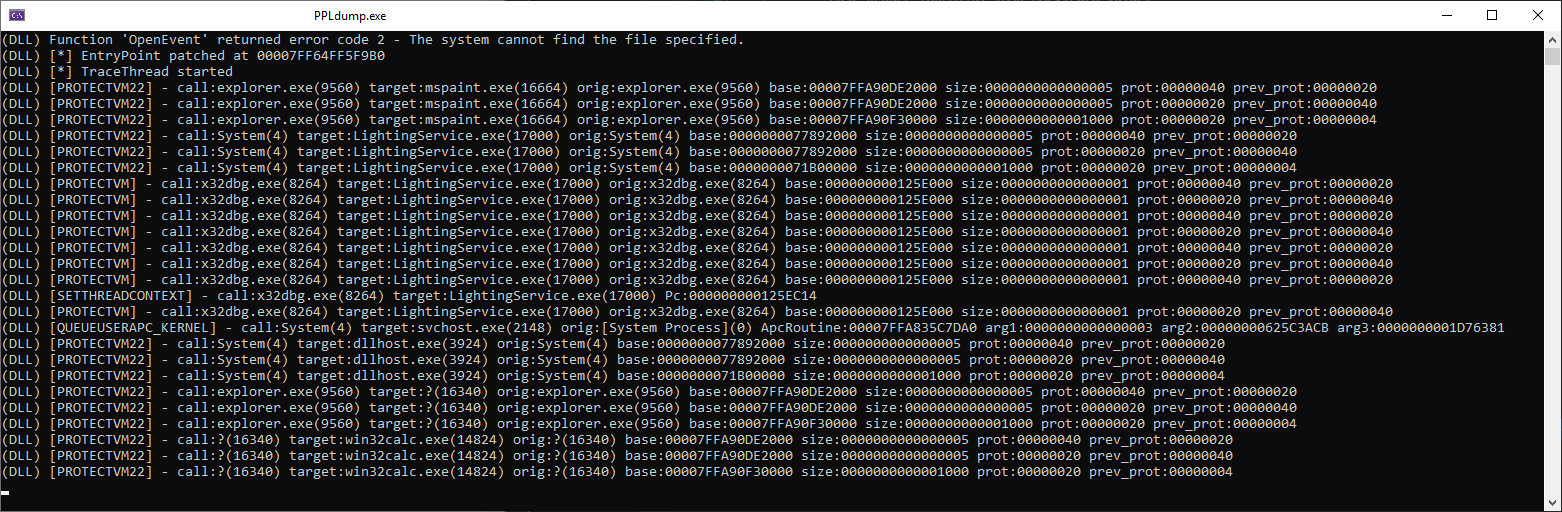 PPLdump.exe
(DLL) Function 'OpenEvent' returned error code 2 - The system cannot find the file specified.
(DLL) [*] EntryPoint patched at 00007FF64FF5F9B0
(DLL) [*] TraceThread started
(DLL) [PROTECTVM22] - call:explorer.exe(9560) target:mspaint.exe(16664) orig:explorer.exe(9560) base:00007FFA90DE2000 size:0000000000000005 prot:00000040 prev_prot:00000020
(DLL) [PROTECTVM22] - call:explorer.exe(9560) target:mspaint.exe(16664) orig:explorer.exe(9560) base:00007FFA90DE2000 size:0000000000000005 prot:00000020 prev_prot:00000040
(DLL) [PROTECTVM22] - call:explorer.exe(9560) target:mspaint.exe(16664) orig:explorer.exe(9560) base:00007FFA90F30000 size:0000000000001000 prot:00000020 prev_prot:00000004
(DLL) [PROTECTVM22] - call:System(4) target:LightingService.exe(17000) orig:System(4) base:0000000077892000 size:0000000000000005 prot:00000040 prev_prot:00000020
(DLL) [PROTECTVM22] - call:System(4) target:LightingService.exe(17000) orig:System(4) base:0000000077892000 size:0000000000000005 prot:00000020 prev_prot:00000040
(DLL) [PROTECTVM22] - call:System(4) target:LightingService.exe(17000) orig:System(4) base:0000000071B00000 size:0000000000001000 prot:00000020 prev_prot:00000004
(DLL) [PROTECTVM] - call:x32dbg.exe(8264) target:LightingService.exe(17000) orig:x32dbg.exe(8264) base:000000000125E000 size:0000000000000001 prot:00000040 prev_prot:00000020
(DLL) [PROTECTVM] - call:x32dbg.exe(8264) target:LightingService.exe(17000) orig:x32dbg.exe(8264) base:000000000125E000 size:0000000000000001 prot:00000020 prev_prot:00000040
(DLL) [PROTECTVM] - call:x32dbg.exe(8264) target:LightingService.exe(17000) orig:x32dbg.exe(8264) base:000000000125E000 size:0000000000000001 prot:00000040 prev_prot:00000020
(DLL) [PROTECTVM] - call:x32dbg.exe(8264) target:LightingService.exe(17000) orig:x32dbg.exe(8264) base:000000000125E000 size:0000000000000001 prot:00000020 prev_prot:00000040
(DLL) [PROTECTVM] - call:x32dbg.exe(8264) target:LightingService.exe(17000) orig:x32dbg.exe(8264) base:000000000125E000 size:0000000000000001 prot:00000040 prev_prot:00000020
(DLL) [PROTECTVM] - call:x32dbg.exe(8264) target:LightingService.exe(17000) orig:x32dbg.exe(8264) base:000000000125E000 size:0000000000000001 prot:00000020 prev_prot:00000040
(DLL) [PROTECTVM] - call:x32dbg.exe(8264) target:LightingService.exe(17000) orig:x32dbg.exe(8264) base:000000000125E000 size:0000000000000001 prot:00000040 prev_prot:00000020
(DLL) [SETTHREADCONTEXT] - call:x32dbg.exe(8264) target:LightingService.exe(17000) Pc:000000000125EC14
(DLL) [PROTECTVM] - call:x32dbg.exe(8264) target:LightingService.exe(17000) orig:x32dbg.exe(8264) base:000000000125E000 size:0000000000000001 prot:00000020 prev_prot:00000040
(DLL) [QUEUEUSERAPC_KERNEL] - call:System(4) target:svchost.exe(2148) orig:[System Process](0) ApcRoutine:00007FFA835C7DA0 arg1:0000000000000003 arg2:00000000625C3ACB arg3:0000000001D76381
(DLL) [PROTECTVM22] - call:System(4) target:dllhost.exe(3924) orig:System(4) base:0000000077892000 size:0000000000000005 prot:00000040 prev_prot:00000020
(DLL) [PROTECTVM22] - call:System(4) target:dllhost.exe(3924) orig:System(4) base:0000000077892000 size:0000000000000005 prot:00000020 prev_prot:00000040
(DLL) [PROTECTVM22] - call:System(4) target:dllhost.exe(3924) orig:System(4) base:0000000071B00000 size:0000000000001000 prot:00000020 prev_prot:00000004
(DLL) [PROTECTVM22] - call:explorer.exe(9560) target:?(16340) orig:explorer.exe(9560) base:00007FFA90DE2000 size:0000000000000005 prot:00000040 prev_prot:00000020
(DLL) [PROTECTVM22] - call:explorer.exe(9560) target:?(16340) orig:explorer.exe(9560) base:00007FFA90DE2000 size:0000000000000005 prot:00000020 prev_prot:00000040
(DLL) [PROTECTVM22] - call:explorer.exe(9560) target:?(16340) orig:explorer.exe(9560) base:00007FFA90F30000 size:0000000000001000 prot:00000020 prev_prot:00000004
(DLL) [PROTECTVM22] - call:?(16340) target:win32calc.exe(14824) orig:?(16340) base:00007FFA90DE2000 size:0000000000000005 prot:00000040 prev_prot:00000020
(DLL) [PROTECTVM22] - call:?(16340) target:win32calc.exe(14824) orig:?(16340) base:00007FFA90DE2000 size:0000000000000005 prot:00000020 prev_prot:00000040
(DLL) [PROTECTVM22] - call:?(16340) target:win32calc.exe(14824) orig:?(16340) base:00007FFA90F30000 size:0000000000001000 prot:00000020 prev_prot:00000004